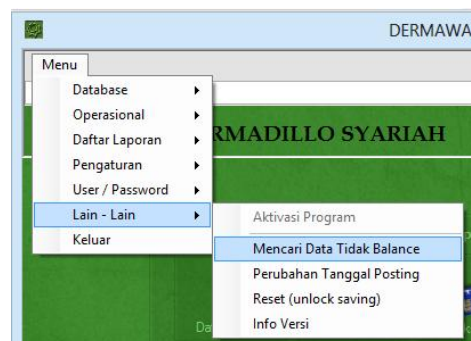 DERMAWA
Menu
Database
Operasional
Daftar Laporan
Pengaturan
User / Password
Lain - Lain
Keluar
RMADILLO SYARIAH
Aktivasi Program
Mencari Data Tidak Balance
Perubahan Tanggal Posting
Reset (unlock saving)
Info Versi
Da